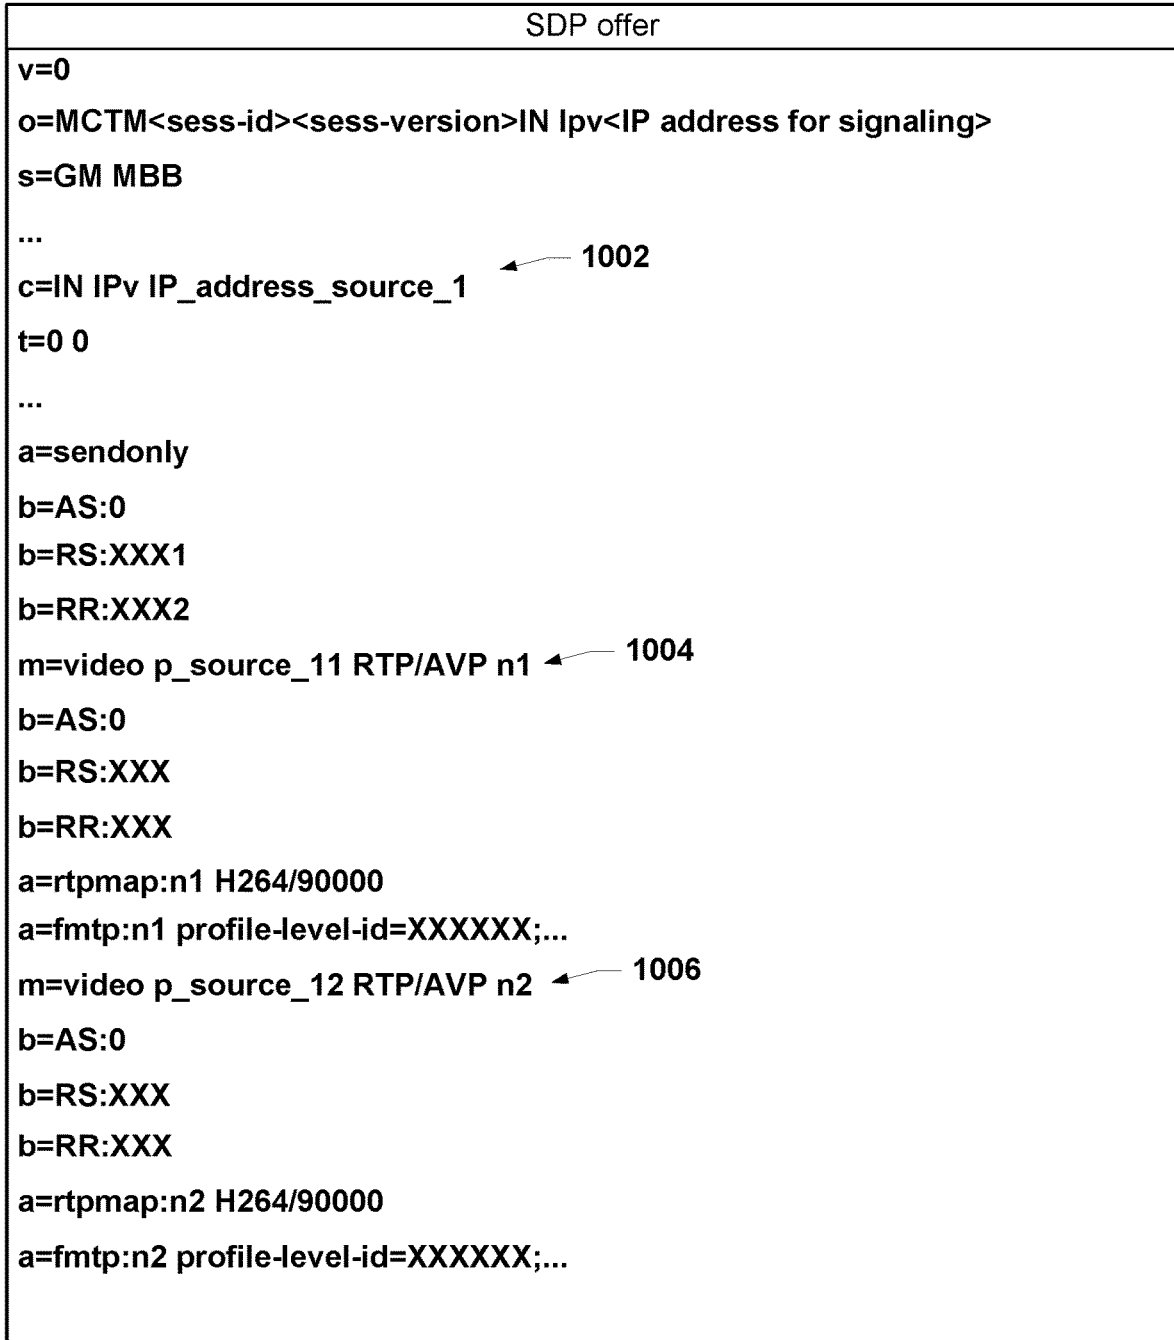 SDP offer
v=0
o=MCTM<sess-id><sess-version>IN Ipv<IP address for signaling>
s=GM MBB
...
1002
c=IN IPv IP_address_source_1
t=0 0
...
a=sendonly
b=AS:0
b=RS:XXX1
b=RR:XXX2
m=video p_source_11 RTP/AVP n1 1004
b=AS:0
b=RS:XXX
b=RR:XXX
a=rtpmap:n1 H264/90000
a=fmtp:n1 profile-level-id=XXXXXX;...
m=video p_source_12 RTP/AVP n2 1006
b=AS:0
b=RS:XXX
b=RR:XXX
a=rtpmap:n2 H264/90000
a=fmtp:n2 profile-level-id=XXXXXX;...